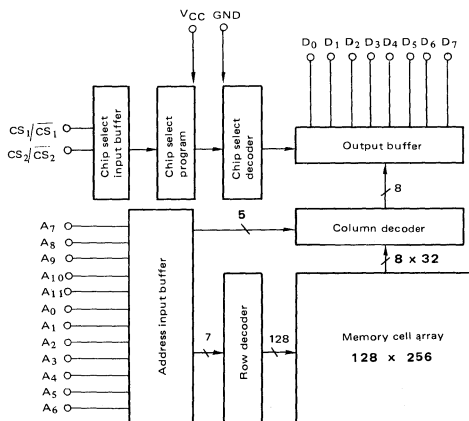 VCC GND
D0 D1 D2 D3 D4 D5 D6 D7
CS1/CS1
CS2/CS2
Chip select
input buffer
Chip select
program
Chip select
decoder
Output buffer
8
5
Column decoder
8 x 32
A7
A8
A9
A10
A11
A0
A1
A2
A3
A4
A5
A6
Address input buffer
7
Row decoder
128
Memory cell array
128 x 256